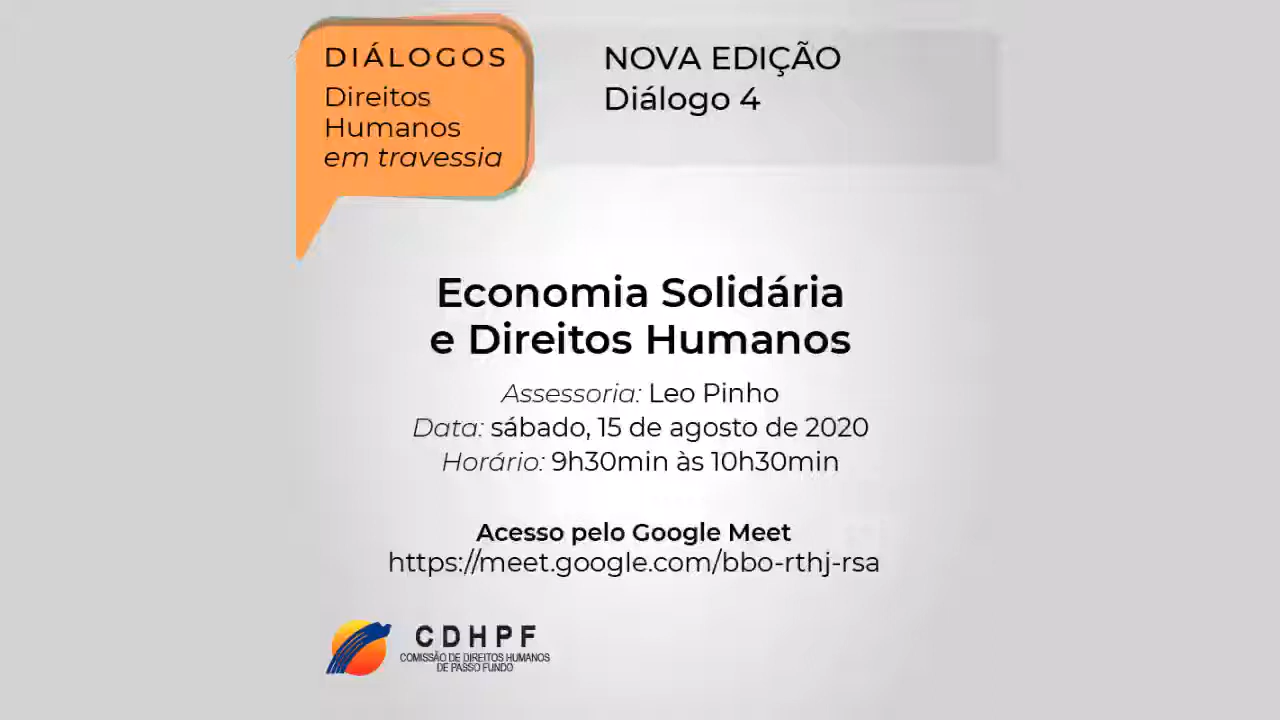 DIÁLOGOS
Direitos
Humanos
em travessia
NOVA EDIÇÃO
Diálogo 4
Economia Solidária
e Direitos Humanos
Assessoria: Leo Pinho
Data: sábado, 15 de agosto de 2020
Horário: 9h30min às 10h30min
Acesso pelo Google Meet
https://meet.google.com/bbo-rthj-rsa
CDHPF
COMISSÃO DE DIREITOS HUMANOS
DE PASSO FUNDO